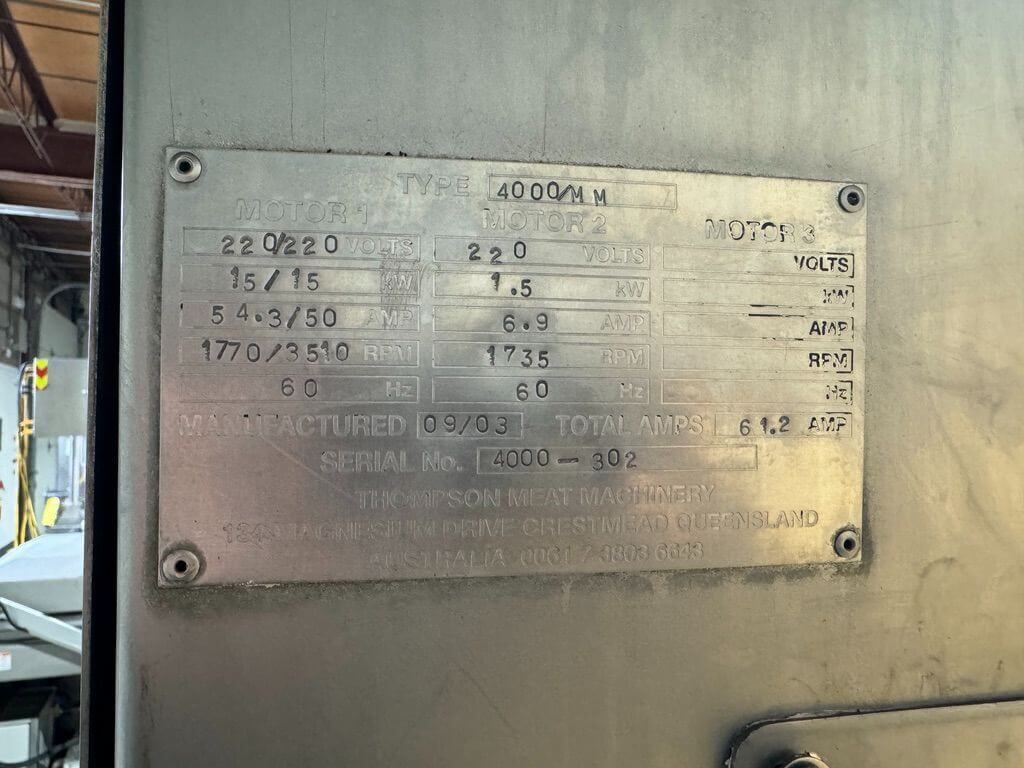 TYPE 4000/MM
MOTOR 1 MOTOR 2 MOTOR 3
220/220 VOLTS 220 VOLTS VOLTS
15/15 kW 1.5 kW kW
54.3/50 AMP 6.9 AMP AMP
1770/3510 RPM 1735 RPM RPM
60 Hz 60 Hz Hz
MANUFACTURED 09/03 TOTAL AMPS 61.2 AMP
SERIAL No. 4000-302
THOMPSON MEAT MACHINERY
MAGNESIUM DRIVE CRESTMEAD QUEENSLAND
AUSTRALIA 0061 7 3803 6643